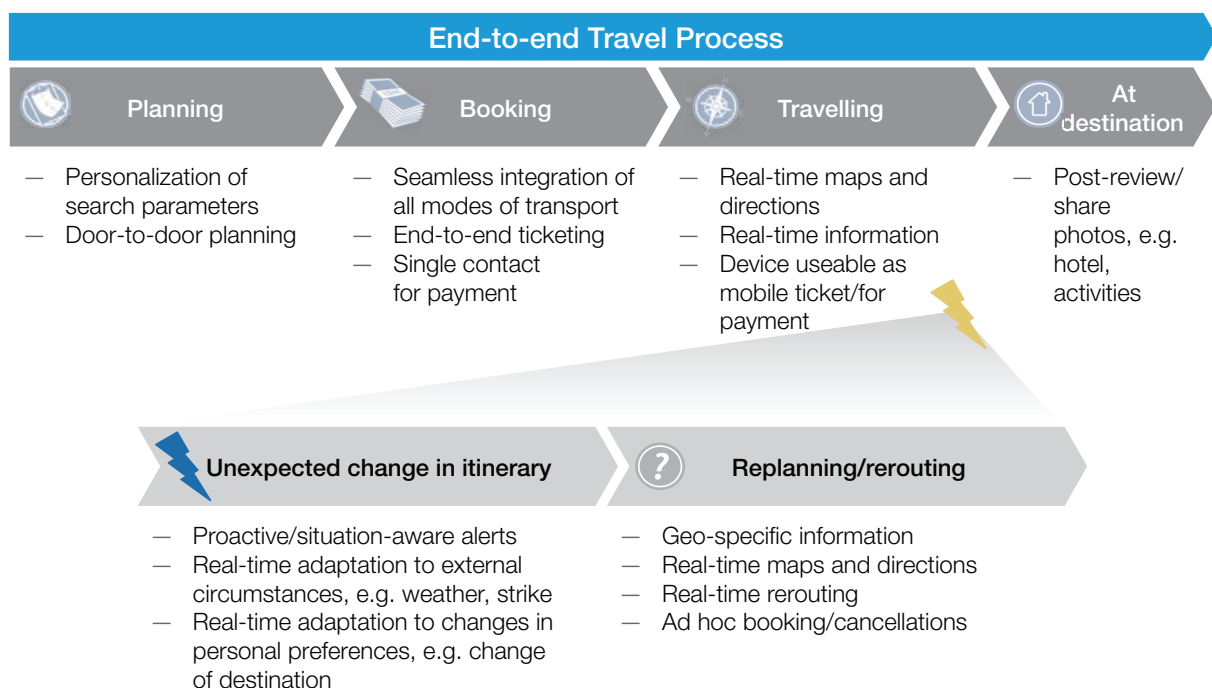 End-to-end Travel Process
Planning
Booking
Travelling
At
destination
— Personalization of
search parameters
— Door-to-door planning
— Seamless integration of
all modes of transport
— End-to-end ticketing
— Single contact
for payment
— Real-time maps and
directions
— Real-time information
— Device useable as
mobile ticket/for
payment
— Post-review/
share
photos, e.g.
hotel,
activities
Unexpected change in itinerary
? Replanning/rerouting
— Proactive/situation-aware alerts
— Real-time adaptation to external
circumstances, e.g. weather, strike
— Real-time adaptation to changes in
personal preferences, e.g. change
of destination
— Geo-specific information
— Real-time maps and directions
— Real-time rerouting
— Ad hoc booking/cancellations